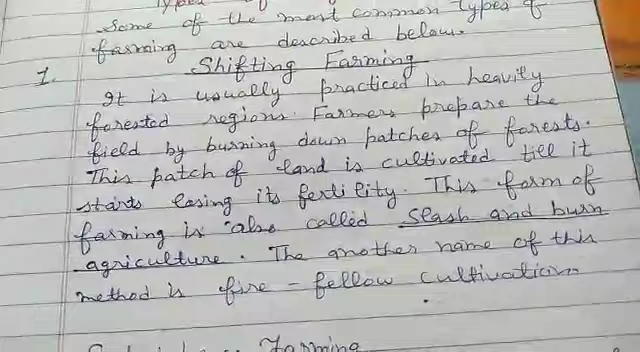 Types
Some of the most common types of
farming are described below.
1. Shifting Farming
It is usually practiced in heavily
forested regions. Farmers prepare the
field by burning down patches of forests.
This patch of land is cultivated till it
starts losing its fertility. This form of
farming is also called Slash and burn
agriculture. The another name of this
method is fire - fellow cultivation
Farming